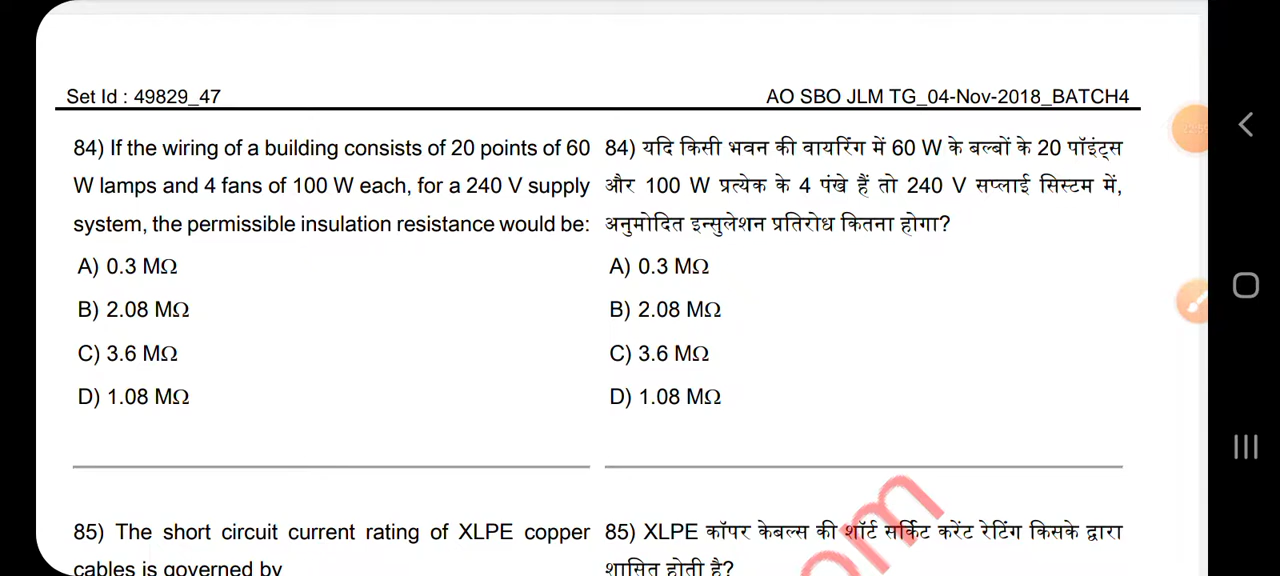 Set Id : 49829_47
AO SBO JLM TG_04-Nov-2018_BATCH4
84) If the wiring of a building consists of 20 points of 60
W lamps and 4 fans of 100 W each, for a 240 V supply
system, the permissible insulation resistance would be:
A) 0.3 MΩ
B) 2.08 MΩ
C) 3.6 MΩ
D) 1.08 MΩ
84) यदि किसी भवन की वायरिंग में 60 W के बल्बों के 20 पॉइंट्स
और 100 W प्रत्येक के 4 पंखे हैं तो 240 V सप्लाई सिस्टम में,
अनुमोदित इन्सुलेशन प्रतिरोध कितना होगा?
A) 0.3 MΩ
B) 2.08 MΩ
C) 3.6 MΩ
D) 1.08 MΩ
85) The short circuit current rating of XLPE copper
cables is governed by
85) XLPE कॉपर केबल्स की शॉर्ट सर्किट करेंट रेटिंग किसके द्वारा
शासित होती है?
om